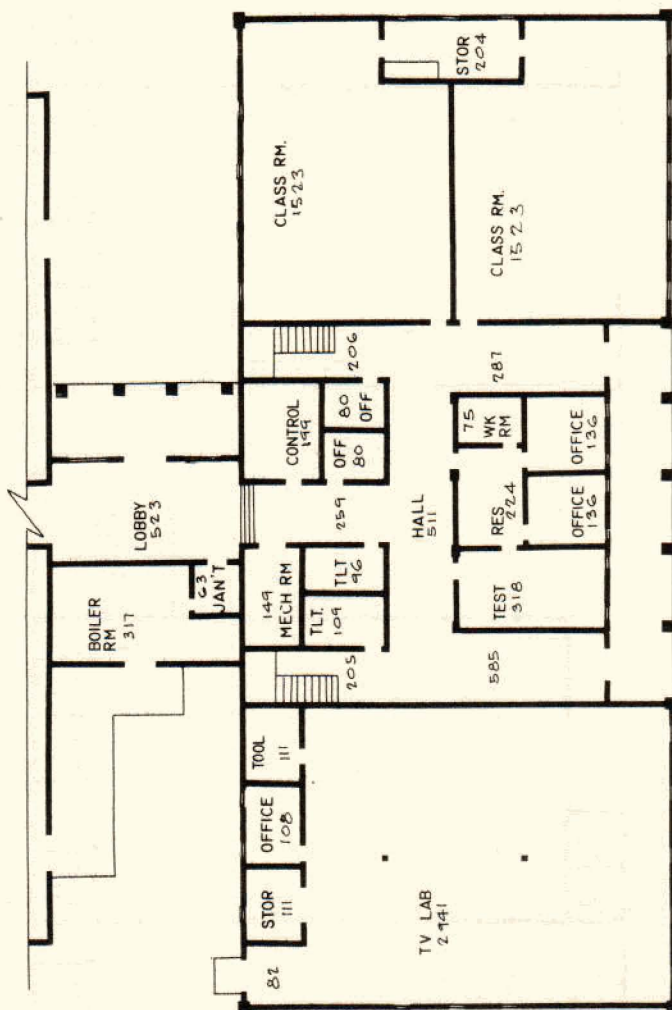 BOILER
RM
317
LOBBY
523
63
JAN'T
82
STOR
111
OFFICE
108
TOOL
111
149
MECH RM
CONTROL
199
CLASS RM.
1523
TLT.
109
TLT
96
OFF
80
80
OFF
205
259
206
HALL
511
STOR
204
TV LAB
2941
585
TEST
318
RES
224
75
WK
RM
287
CLASS RM.
1523
OFFICE
136
OFFICE
136